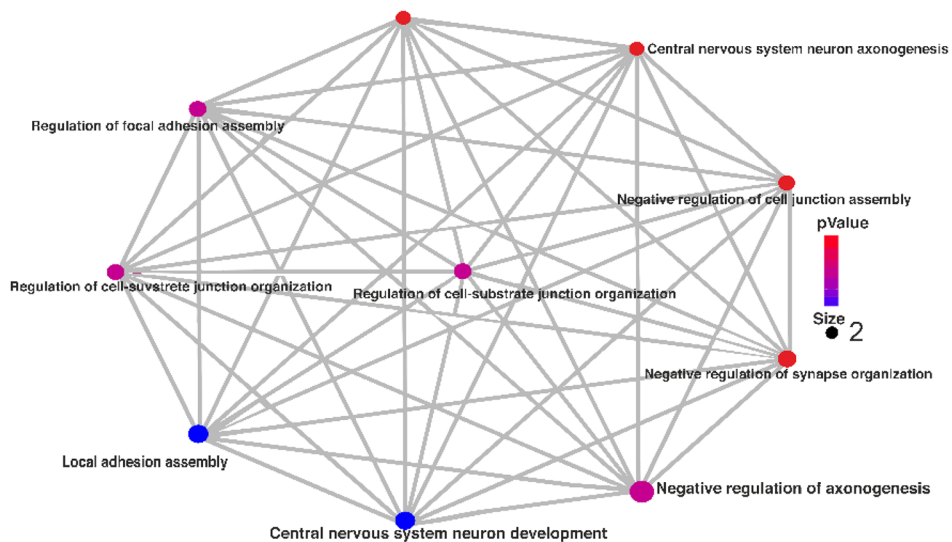 Central nervous system neuron axonogenesis
Regulation of focal adhesion assembly
Negative regulation of cell junction assembly
pValue
Regulation of cell-suvstrete junction organization
Regulation of cell-substrate junction organization
Size
2
Negative regulation of synapse organization
Local adhesion assembly
Negative regulation of axonogenesis
Central nervous system neuron development